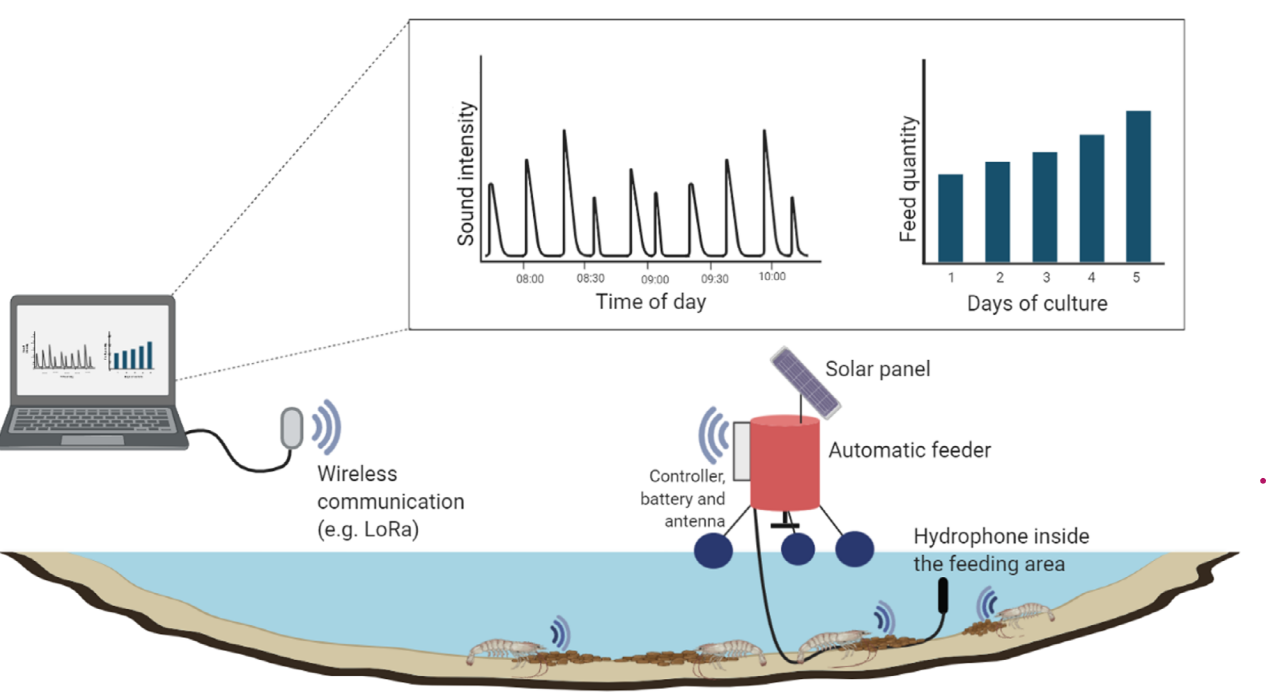 Sound intensity
08:00
08:30
09:00
09:30
10:00
Time of day
Feed quantity
1
2
3
4
5
Days of culture
Solar panel
Automatic feeder
Controller,
battery and
antenna
Wireless
communication
(e.g. LoRa)
Hydrophone inside
the feeding area